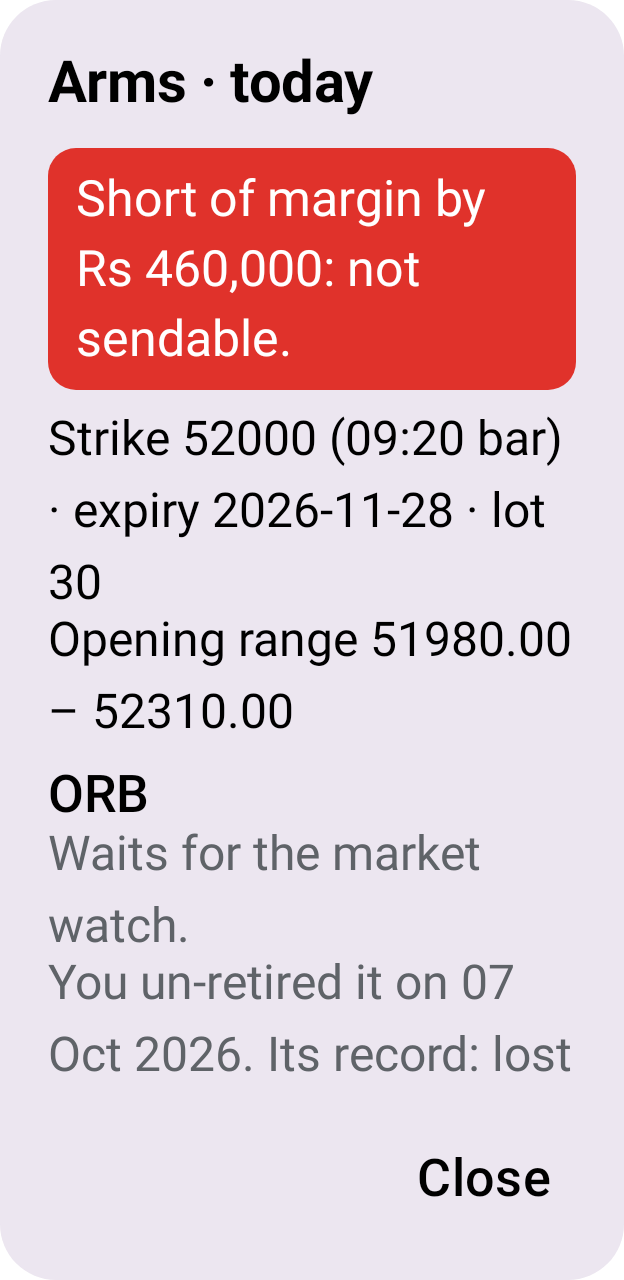 Arms · today
Short of margin by
Rs 460,000: not
sendable.
Strike 52000 (09:20 bar)
· expiry 2026-11-28 · lot
30
Opening range 51980.00
– 52310.00
ORB
Waits for the market
watch.
You un-retired it on 07
Oct 2026. Its record: lost
Close